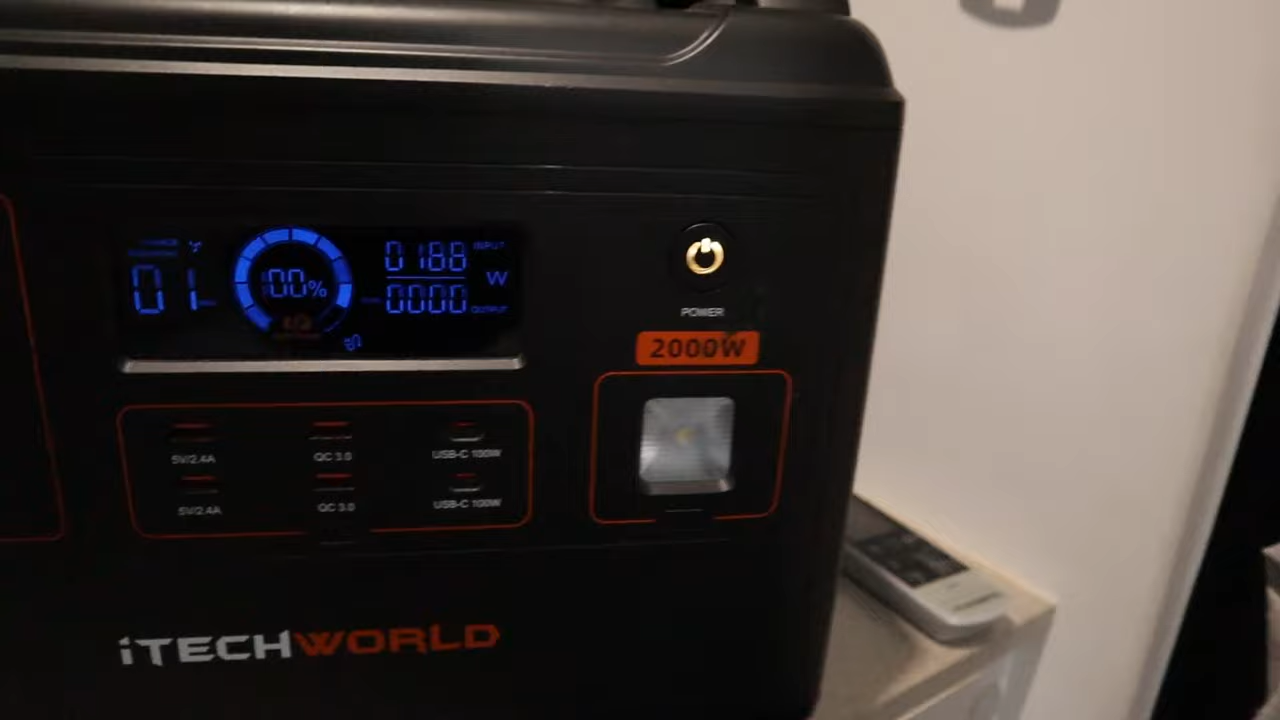 01
100%
0188 INPUT
W
0000 OUTPUT
POWER
2000W
5V/2.4A QC 3.0 USB-C 100W
5V/2.4A QC 3.0 USB-C 100W
iTECHWORLD